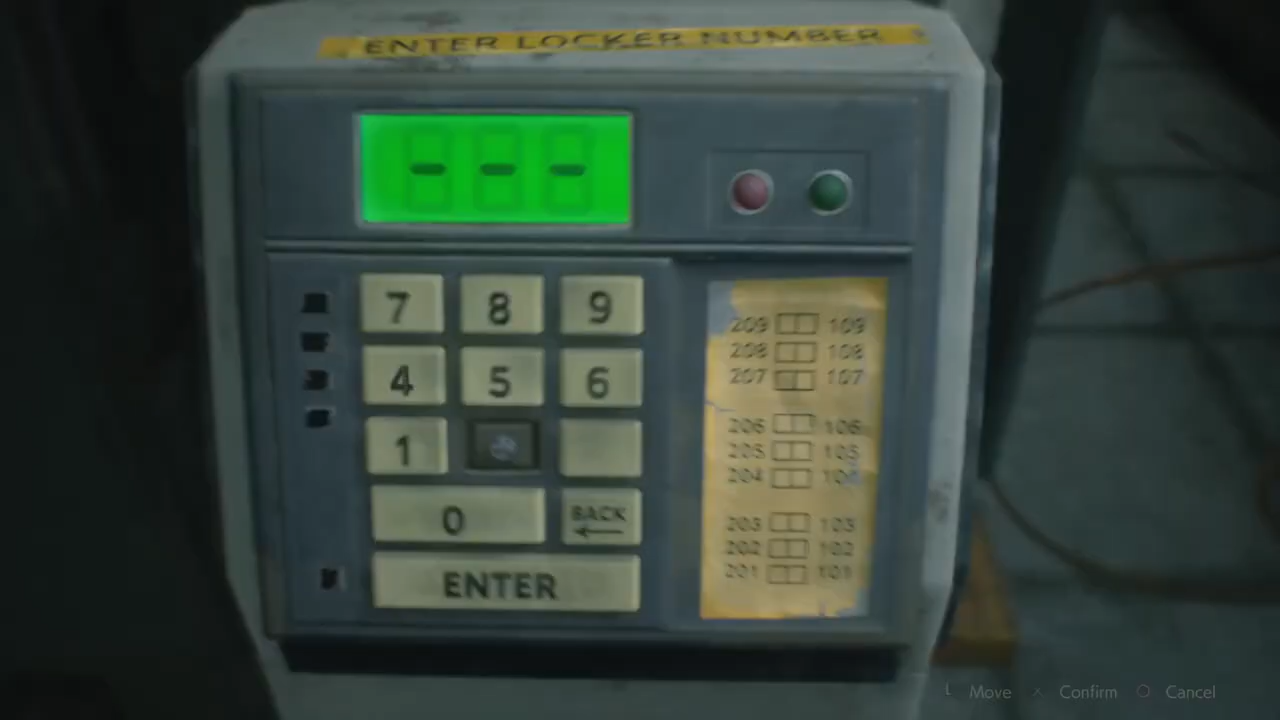 ENTER LOCKER NUMBER
- - -
7 8 9
4 5 6
1
0 BACK
ENTER
209 109
208 108
207 107
206 106
205 105
204 104
203 103
202 102
201 101
L Move × Confirm O Cancel